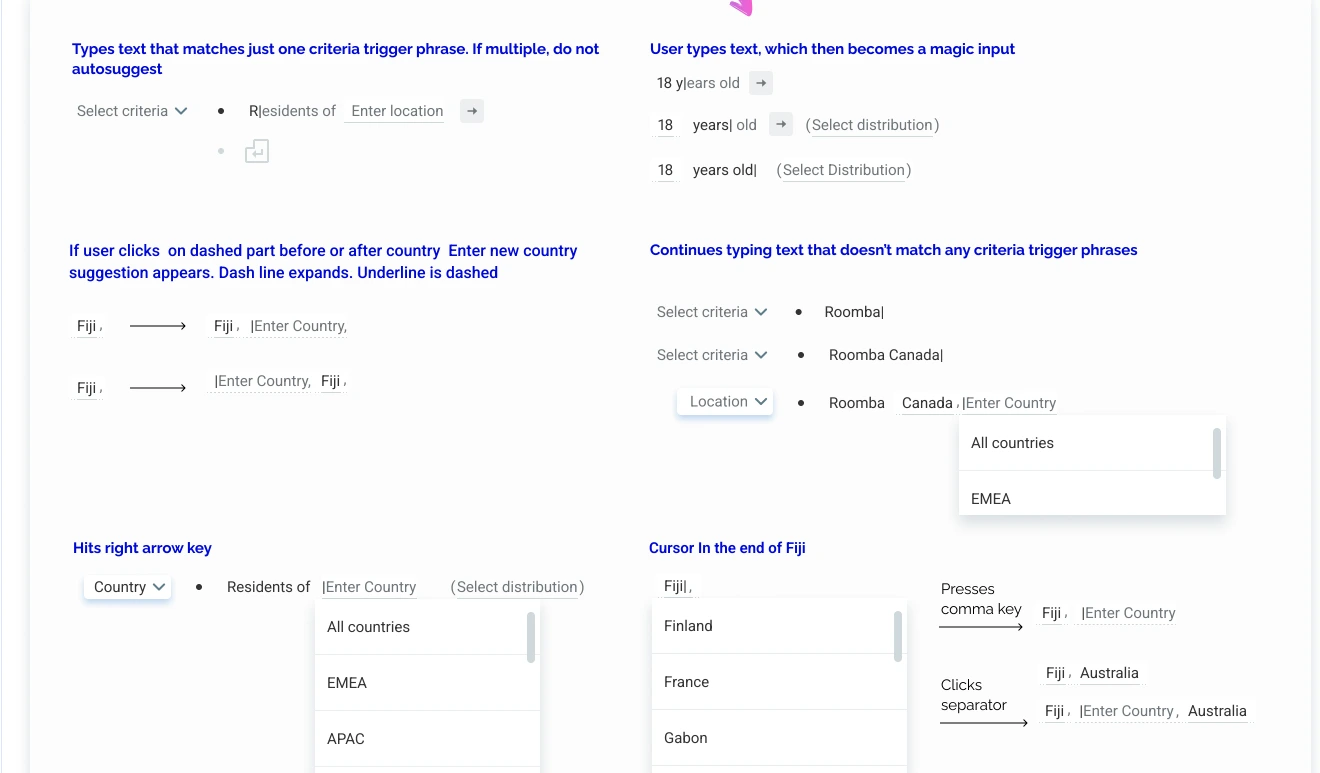 Types text that matches just one criteria trigger phrase. If multiple, do not
autosuggest
Select criteria • R|esidents of Enter location →
•
User types text, which then becomes a magic input
18 y|ears old →
18 years| old → (Select distribution)
18 years old| (Select Distribution)
If user clicks on dashed part before or after country Enter new country
suggestion appears. Dash line expands. Underline is dashed
Fiji , Fiji , |Enter Country,
Fiji , |Enter Country, Fiji ,
Continues typing text that doesn't match any criteria trigger phrases
Select criteria • Roomba|
Select criteria • Roomba Canada|
Location • Roomba Canada , |Enter Country
All countries
EMEA
Hits right arrow key
Country • Residents of |Enter Country (Select distribution)
All countries
EMEA
APAC
Cursor In the end of Fiji
Fiji| ,
Finland
France
Gabon
Presses
comma key
Fiji , |Enter Country
Clicks
separator
Fiji , Australia
Fiji , |Enter Country , Australia